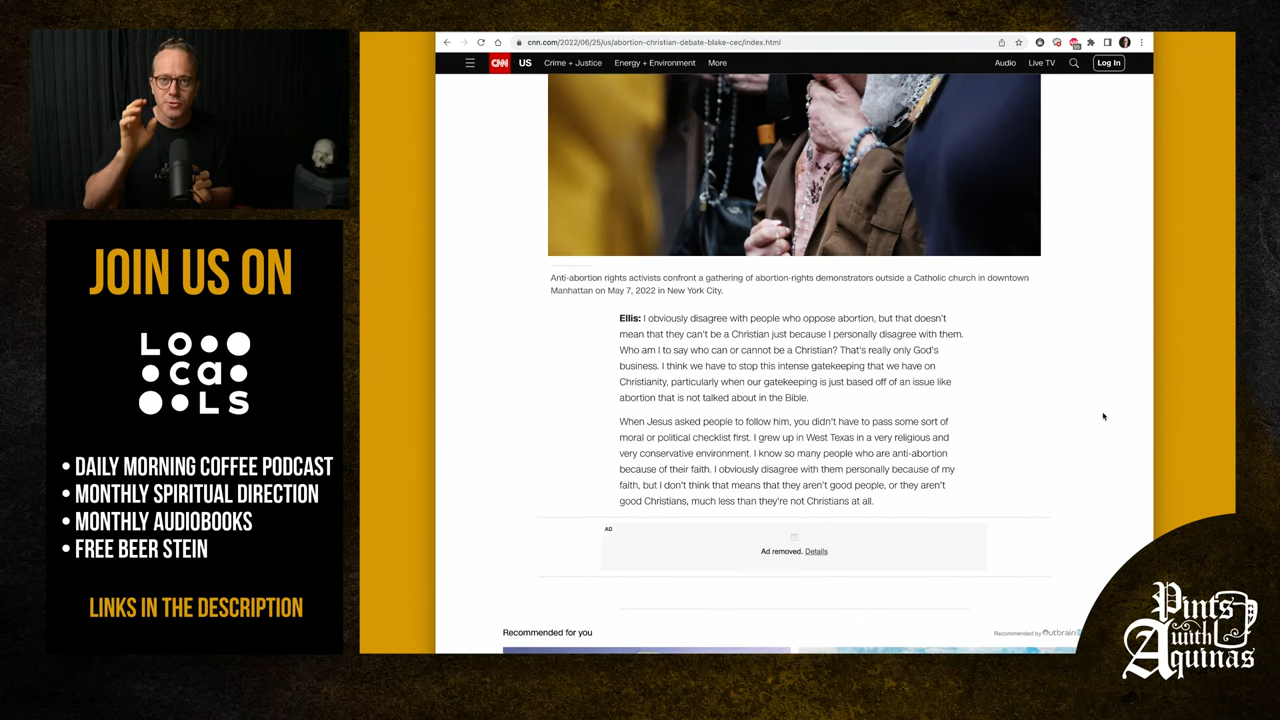 JOIN US ON
LOcaLS
• DAILY MORNING COFFEE PODCAST
• MONTHLY SPIRITUAL DIRECTION
• MONTHLY AUDIOBOOKS
• FREE BEER STEIN
LINKS IN THE DESCRIPTION
cnn.com/2022/06/25/us/abortion-christian-debate-blake-cec/index.html
CNN US Crime + Justice Energy + Environment More Audio Live TV Log In
Anti-abortion rights activists confront a gathering of abortion-rights demonstrators outside a Catholic church in downtown
Manhattan on May 7, 2022 in New York City.
Ellis: I obviously disagree with people who oppose abortion, but that doesn't
mean that they can't be a Christian just because I personally disagree with them.
Who am I to say who can or cannot be a Christian? That's really only God's
business. I think we have to stop this intense gatekeeping that we have on
Christianity, particularly when our gatekeeping is just based off of an issue like
abortion that is not talked about in the Bible.
When Jesus asked people to follow him, you didn't have to pass some sort of
moral or political checklist first. I grew up in West Texas in a very religious and
very conservative environment. I know so many people who are anti-abortion
because of their faith. I obviously disagree with them personally because of my
faith, but I don't think that means that they aren't good people, or they aren't
good Christians, much less than they're not Christians at all.
AD
Ad removed. Details
Recommended for you
Recommended by Outbrain
Pints
with
Aquinas